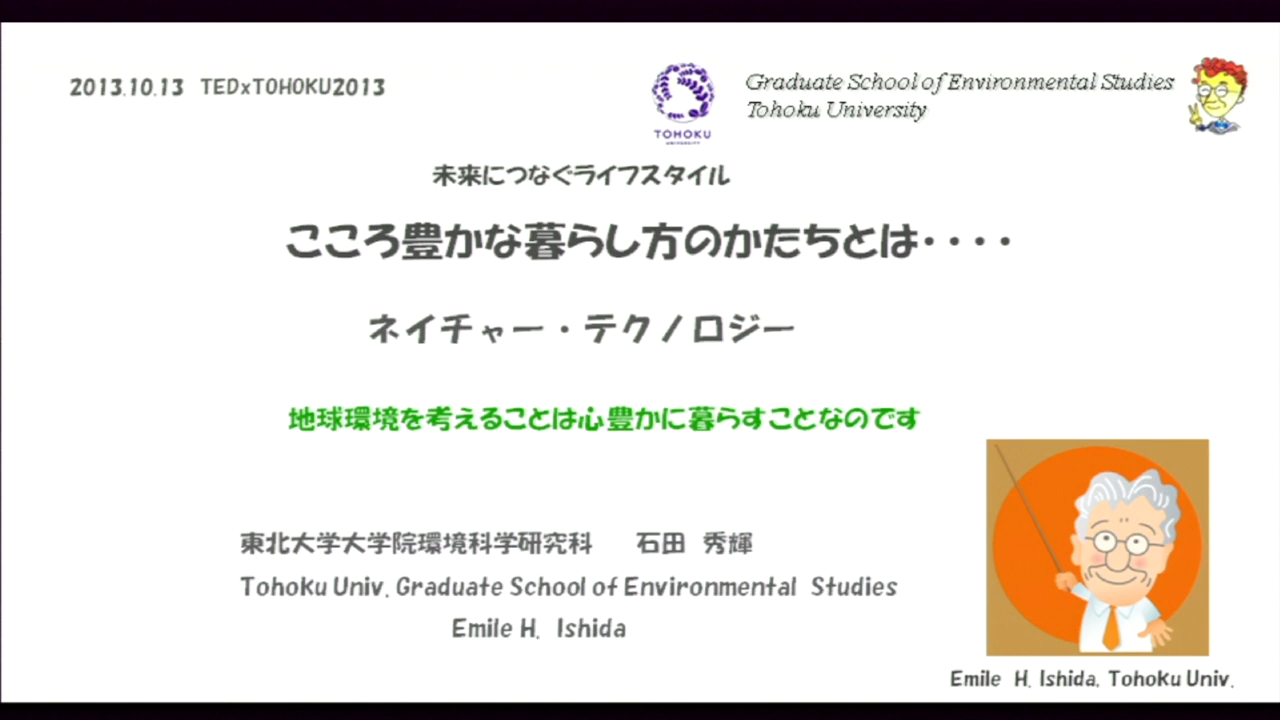 2013.10.13 TEDxTOHOKU2013
TOHOKU
UNIVERSITY
Graduate School of Environmental Studies
Tohoku University
未来につなぐライフスタイル
こころ豊かな暮らし方のかたちとは・・・・
ネイチャー・テクノロジー
地球環境を考えることは心豊かに暮らすことなのです
東北大学大学院環境科学研究科 石田 秀輝
Tohoku Univ. Graduate School of Environmental Studies
Emile H. Ishida
Emile H. Ishida. Tohoku Univ.